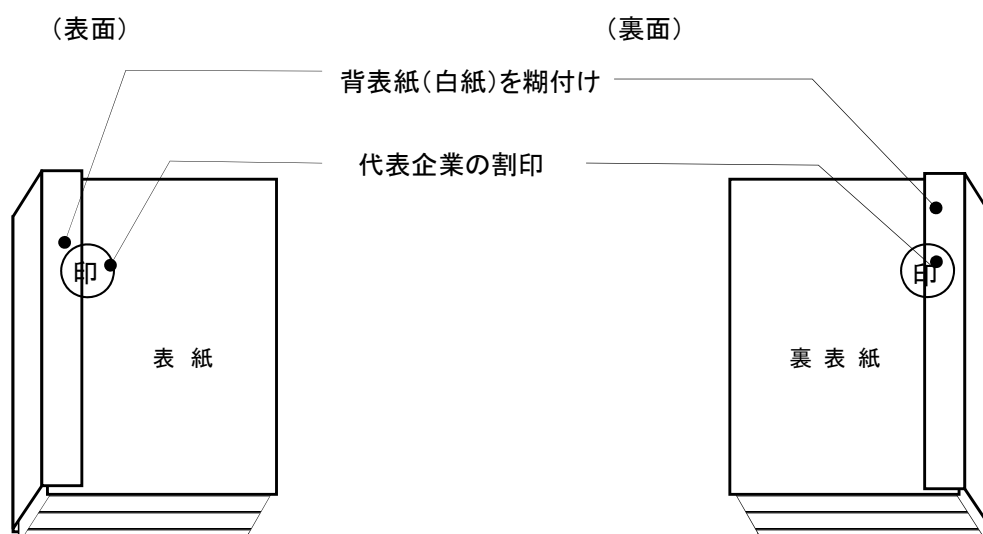 （表面）
（裏面）
背表紙（白紙）を糊付け
代表企業の割印
印
印
表 紙
裏 表 紙